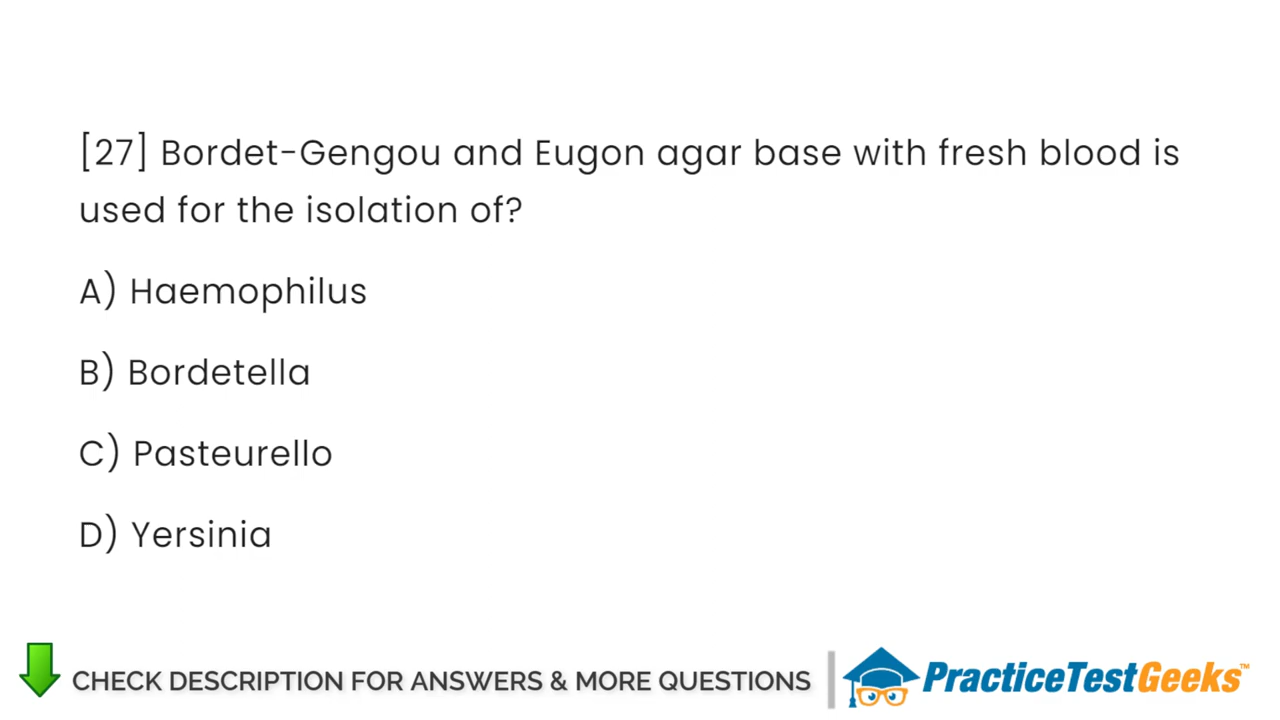 [27] Bordet-Gengou and Eugon agar base with fresh blood is
used for the isolation of?
A) Haemophilus
B) Bordetella
C) Pasteurello
D) Yersinia
CHECK DESCRIPTION FOR ANSWERS & MORE QUESTIONS
PracticeTestGeeks™